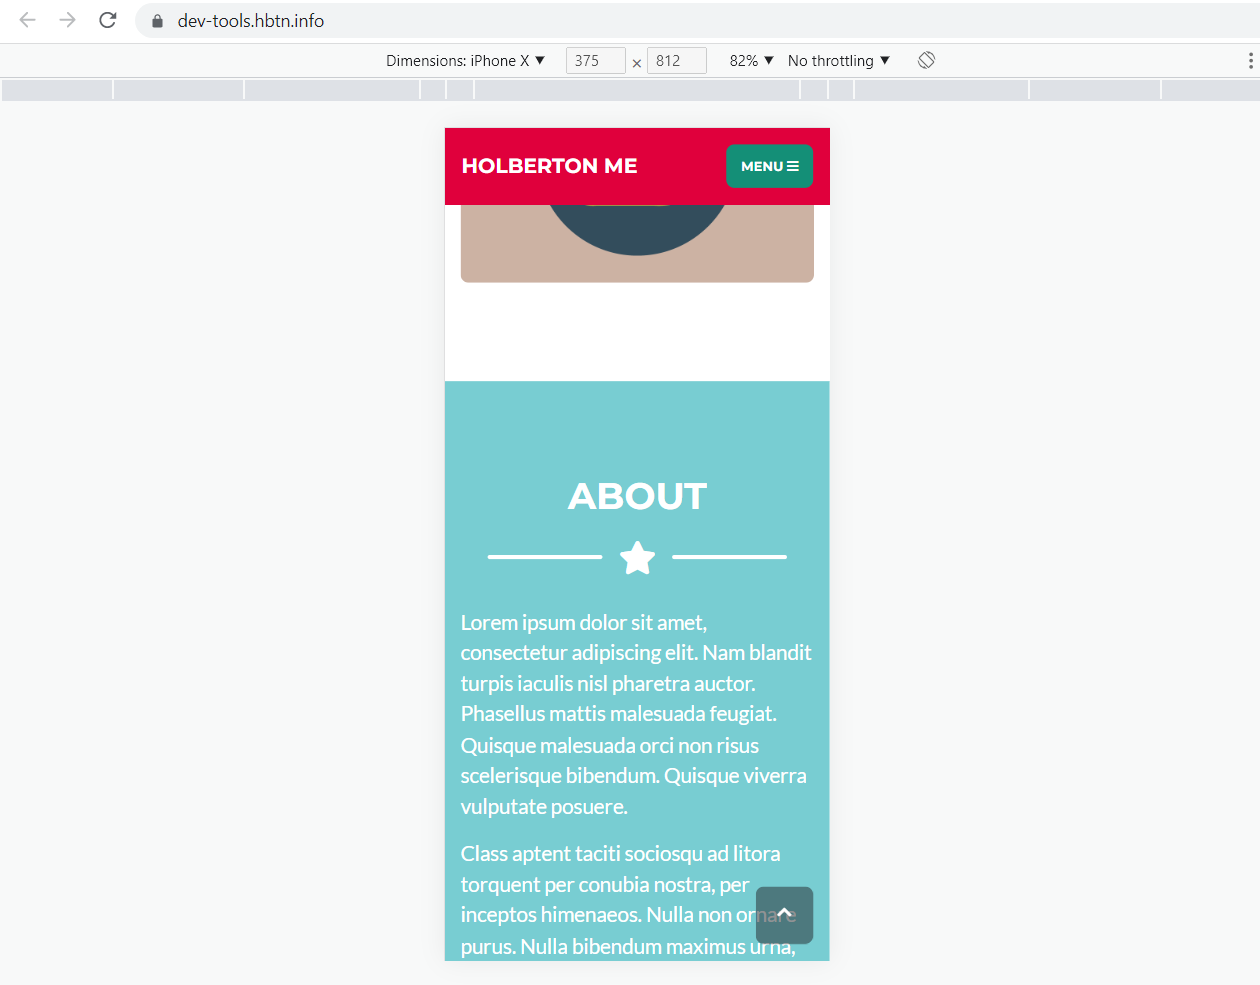 dev-tools.hbtn.info
Dimensions: iPhone X ▼ 375 × 812 82% ▼ No throttling ▼
HOLBERTON ME
MENU
ABOUT
Lorem ipsum dolor sit amet,
consectetur adipiscing elit. Nam blandit
turpis iaculis nisl pharetra auctor.
Phasellus mattis malesuada feugiat.
Quisque malesuada orci non risus
scelerisque bibendum. Quisque viverra
vulputate posuere.
Class aptent taciti sociosqu ad litora
torquent per conubia nostra, per
inceptos himenaeos. Nulla non ornare
purus. Nulla bibendum maximus urna,